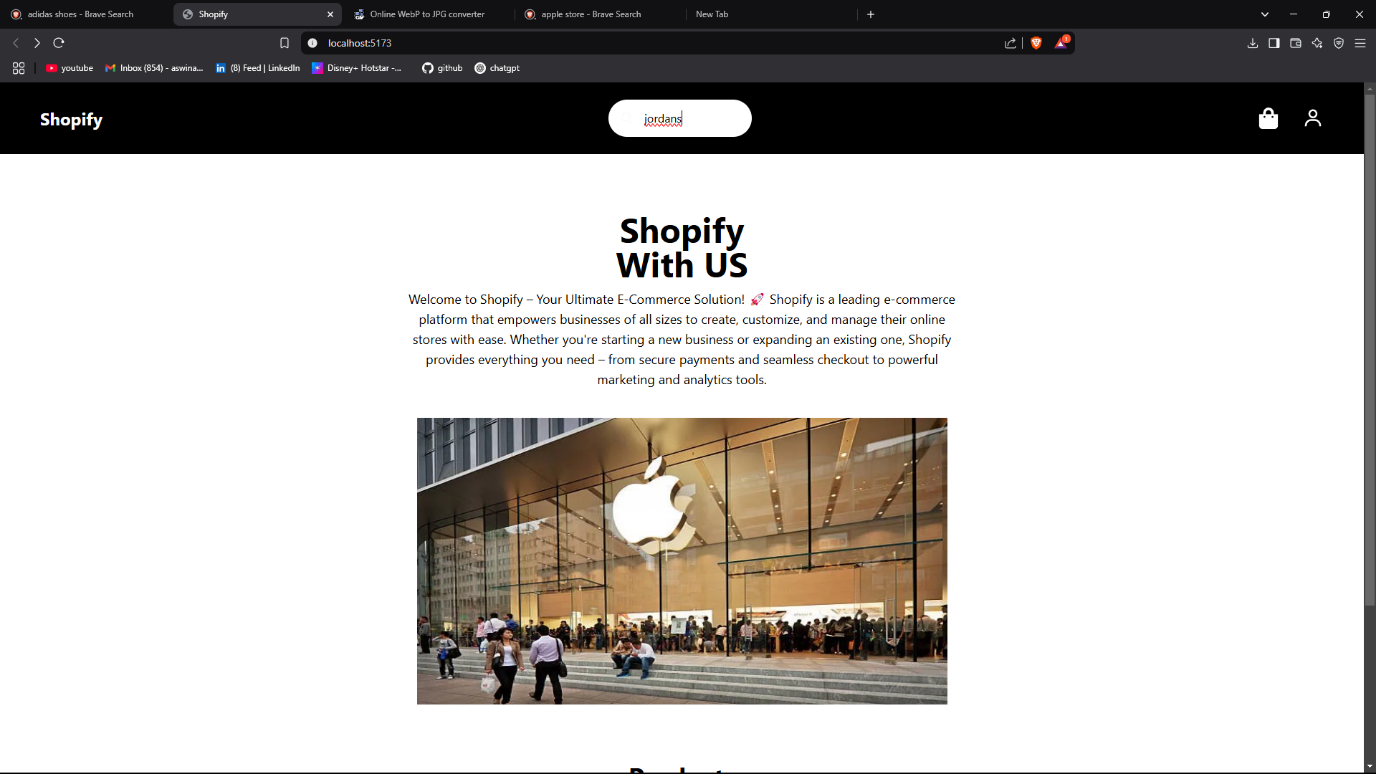 adidas shoes - Brave Search
Shopify
Online WebP to JPG converter
apple store - Brave Search
New Tab
localhost:5173
1
youtube
Inbox (854) - aswina...
(8) Feed | LinkedIn
Disney+ Hotstar -...
github
chatgpt
Shopify
jordans
Shopify
With US
Welcome to Shopify – Your Ultimate E-Commerce Solution! 🚀 Shopify is a leading e-commerce
platform that empowers businesses of all sizes to create, customize, and manage their online
stores with ease. Whether you're starting a new business or expanding an existing one, Shopify
provides everything you need – from secure payments and seamless checkout to powerful
marketing and analytics tools.